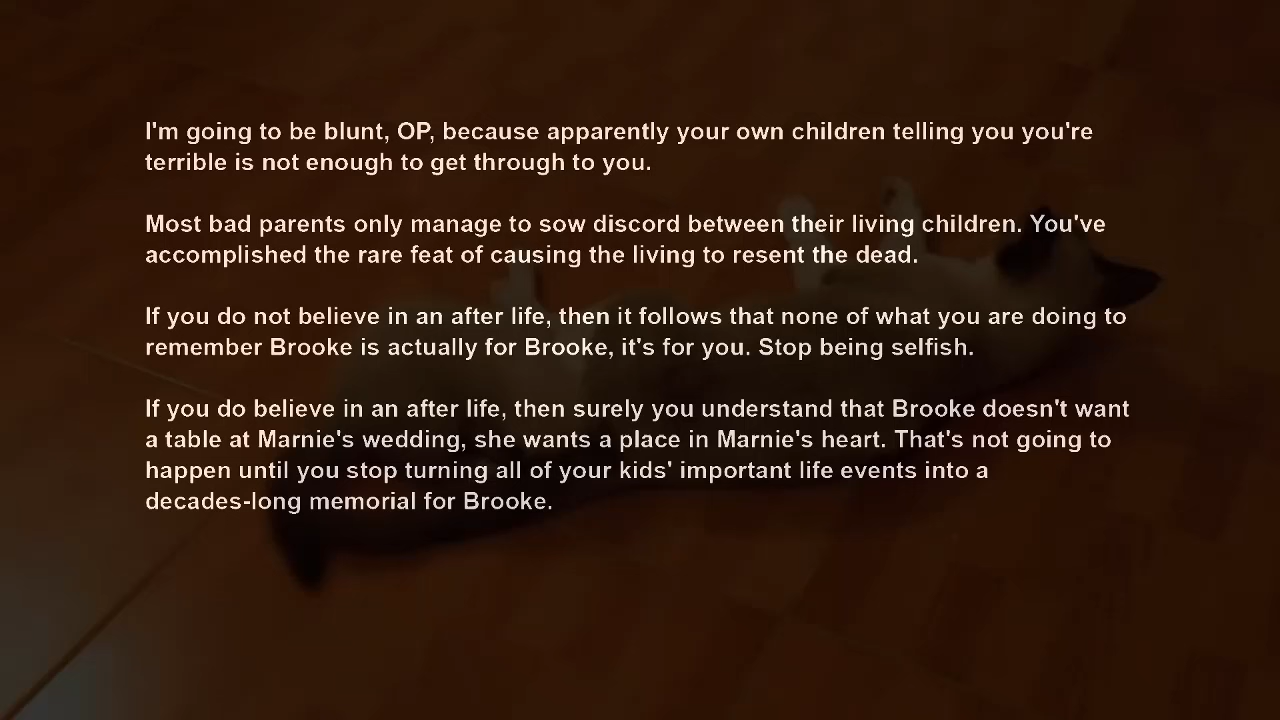 I'm going to be blunt, OP, because apparently your own children telling you you're
terrible is not enough to get through to you.
Most bad parents only manage to sow discord between their living children. You've
accomplished the rare feat of causing the living to resent the dead.
If you do not believe in an after life, then it follows that none of what you are doing to
remember Brooke is actually for Brooke, it's for you. Stop being selfish.
If you do believe in an after life, then surely you understand that Brooke doesn't want
a table at Marnie's wedding, she wants a place in Marnie's heart. That's not going to
happen until you stop turning all of your kids' important life events into a
decades-long memorial for Brooke.